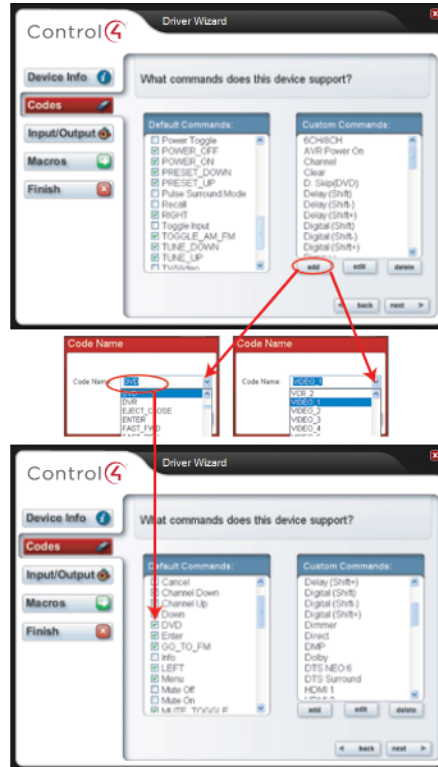 Control4
Driver Wizard
Device Info
Codes
Input/Output
Macros
Finish
What commands does this device support?
Default Commands:
Power Toggle
POWER_OFF
POWER_ON
PRESET_DOWN
PRESET_UP
Pulse Surround Mode
Recall
RIGHT
Toggle Input
TOGGLE_AM_FM
TUNE_DOWN
TUNE_UP
TV/Video
Custom Commands:
6CH/8CH
AVR Power On
Channel
Clear
D. Skip(DVD)
Delay (Shift)
Delay (Shift-)
Delay (Shift+)
Digital (Shift)
Digital (Shift-)
Digital (Shift+)
add edit delete
back next
Code Name
Code Name: DVD
DVD
DVR
EJECT_CLOSE
ENTER
FAST_FWD
Code Name
Code Name: VIDEO_1
VCR_2
VIDEO_1
VIDEO_2
VIDEO_3
VIDEO_4
Control4
Driver Wizard
Device Info
Codes
Input/Output
Macros
Finish
What commands does this device support?
Default Commands:
Cancel
Channel Down
Channel Up
Down
DVD
Enter
GO_TO_FM
Info
LEFT
Menu
Mute Off
Mute On
MUTE_TOGGLE
Custom Commands:
Delay (Shift+)
Digital (Shift)
Digital (Shift-)
Digital (Shift+)
Dimmer
Direct
DMP
Dolby
DTS NEO:6
DTS Surround
HDMI 1
add edit delete
back next